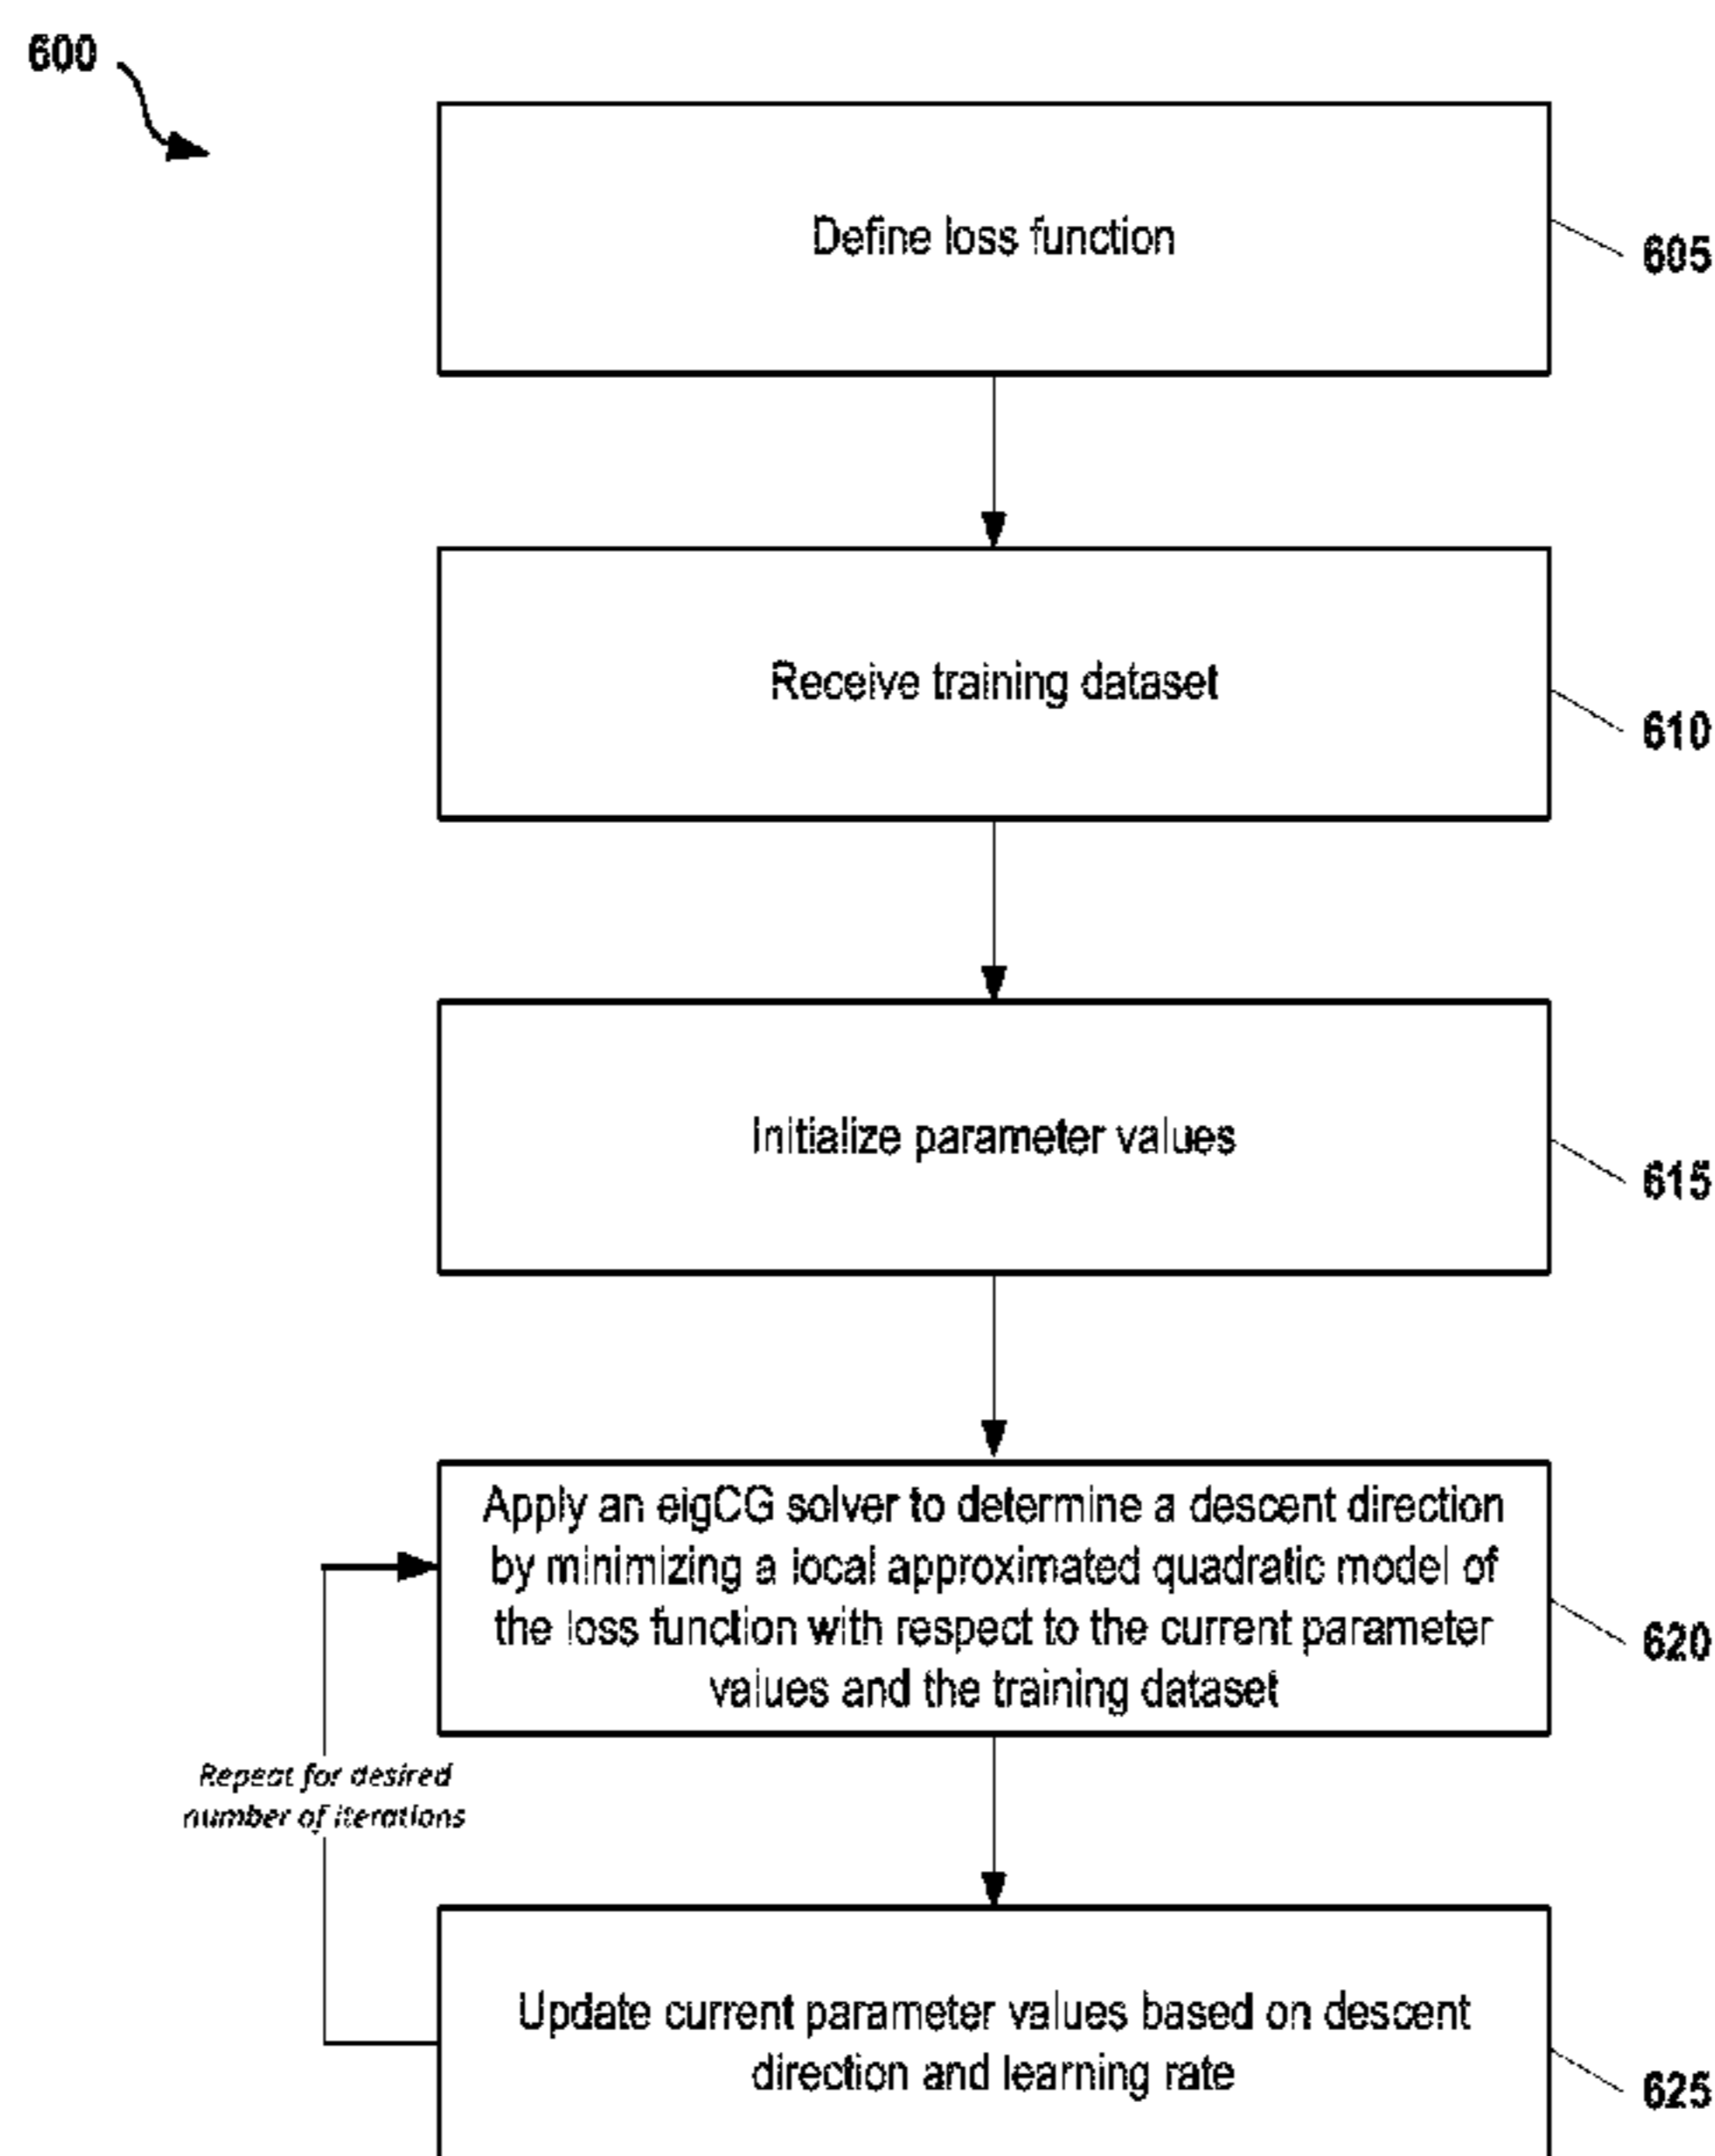 600
Define loss function
605
Receive training dataset
610
Initialize parameter values
615
Apply an eigCG solver to determine a descent direction
by minimizing a local approximated quadratic model of
the loss function with respect to the current parameter
values and the training dataset
620
Repeat for desired
number of iterations
Update current parameter values based on descent
direction and learning rate
625